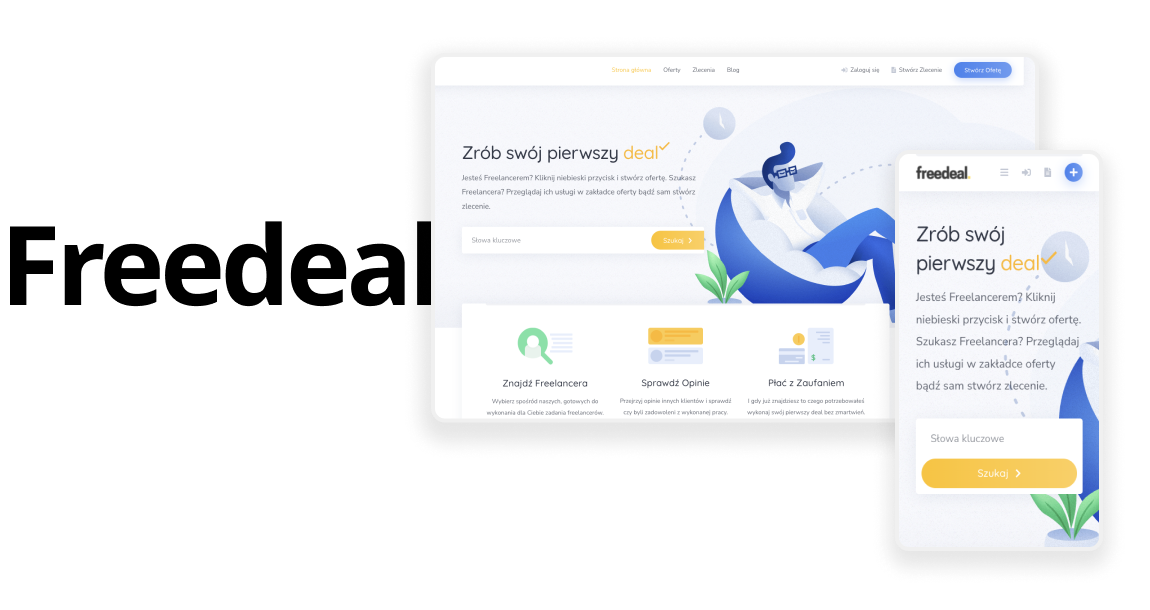 Freedeal
Strona główna Oferty Zlecenia Blog Zaloguj się Stwórz Zlecenie Stwórz Ofertę
Zrób swój pierwszy deal
Jesteś Freelancerem? Kliknij niebieski przycisk i stwórz ofertę. Szukasz
Freelancera? Przeglądaj ich usługi w zakładce oferty bądź sam stwórz
zlecenie.
Słowa kluczowe Szukaj
Znajdź Freelancera
Wybierz spośród naszych, gotowych do
wykonania dla Ciebie zadania freelancerów.
Sprawdź Opinie
Przejrzyj opinie innych klientów i sprawdź
czy byli zadowoleni z wykonanej pracy.
Płać z Zaufaniem
I gdy już znajdziesz to czego potrzebowałeś
wykonaj swój pierwszy deal bez zmartwień.
freedeal.
Zrób swój
pierwszy deal
Jesteś Freelancerem? Kliknij
niebieski przycisk i stwórz ofertę.
Szukasz Freelancera? Przeglądaj
ich usługi w zakładce oferty
bądź sam stwórz zlecenie.
Słowa kluczowe
Szukaj